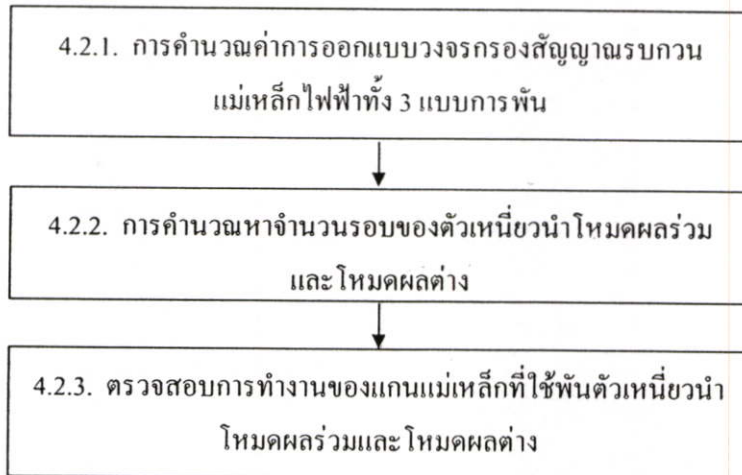 4.2.1. การคำนวณค่าการออกแบบวงจรกรองสัญญาณรบกวน
แม่เหล็กไฟฟ้าทั้ง 3 แบบการพัน
4.2.2. การคำนวณหาจำนวนรอบของตัวเหนี่ยวนำโหมดผลร่วม
และโหมดผลต่าง
4.2.3. ตรวจสอบการทำงานของแกนแม่เหล็กที่ใช้พันตัวเหนี่ยวนำ
โหมดผลร่วมและโหมดผลต่าง